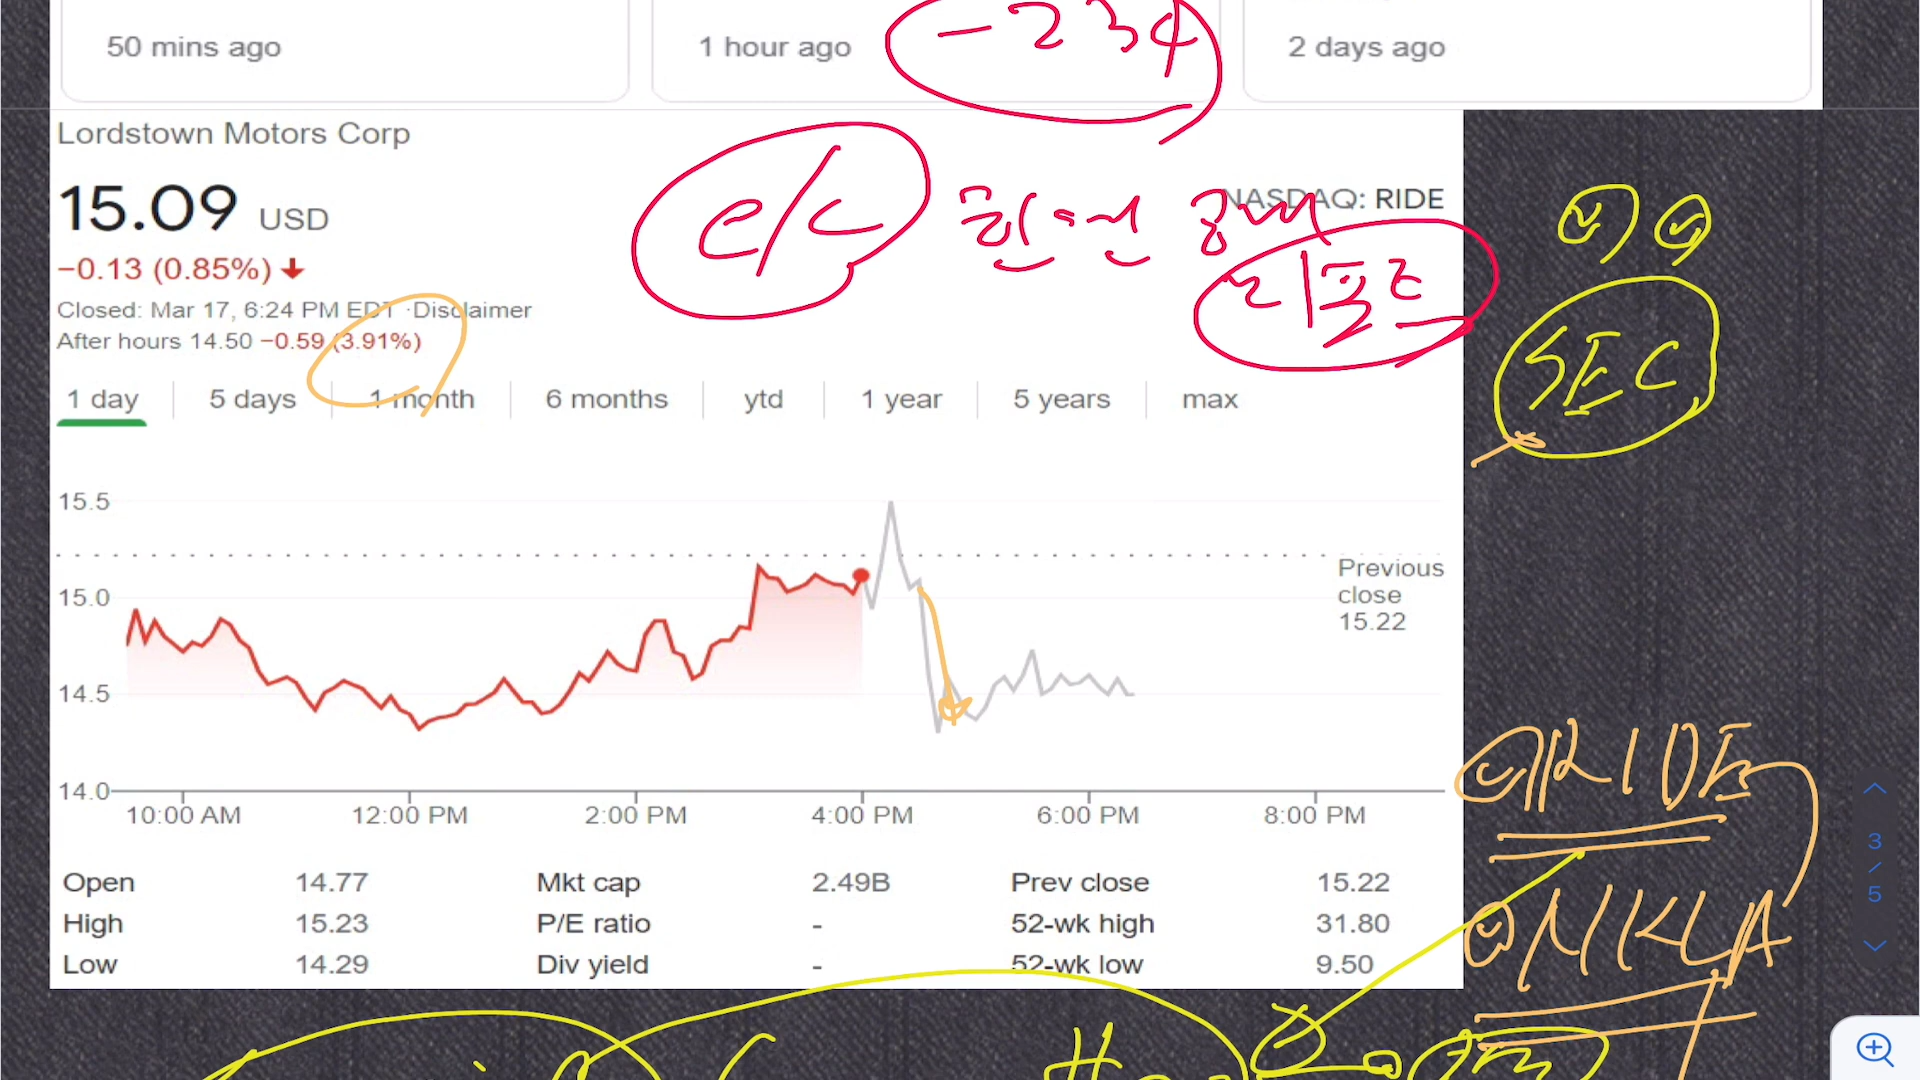 50 mins ago 1 hour ago 2 days ago
-23¢
Lordstown Motors Corp
15.09 USD
NASDAQ: RIDE
−0.13 (0.85%)
Closed: Mar 17, 6:24 PM EDT ·Disclaimer
After hours 14.50 −0.59 (3.91%)
e/c
리포트
SEC
1 day 5 days 1 month 6 months ytd 1 year 5 years max
15.5
15.0
14.5
14.0
Previous
close
15.22
10:00 AM 12:00 PM 2:00 PM 4:00 PM 6:00 PM 8:00 PM
RIDE
NKLA
Open 14.77 Mkt cap 2.49B Prev close 15.22
High 15.23 P/E ratio - 52-wk high 31.80
Low 14.29 Div yield - 52-wk low 9.50
3
/
5